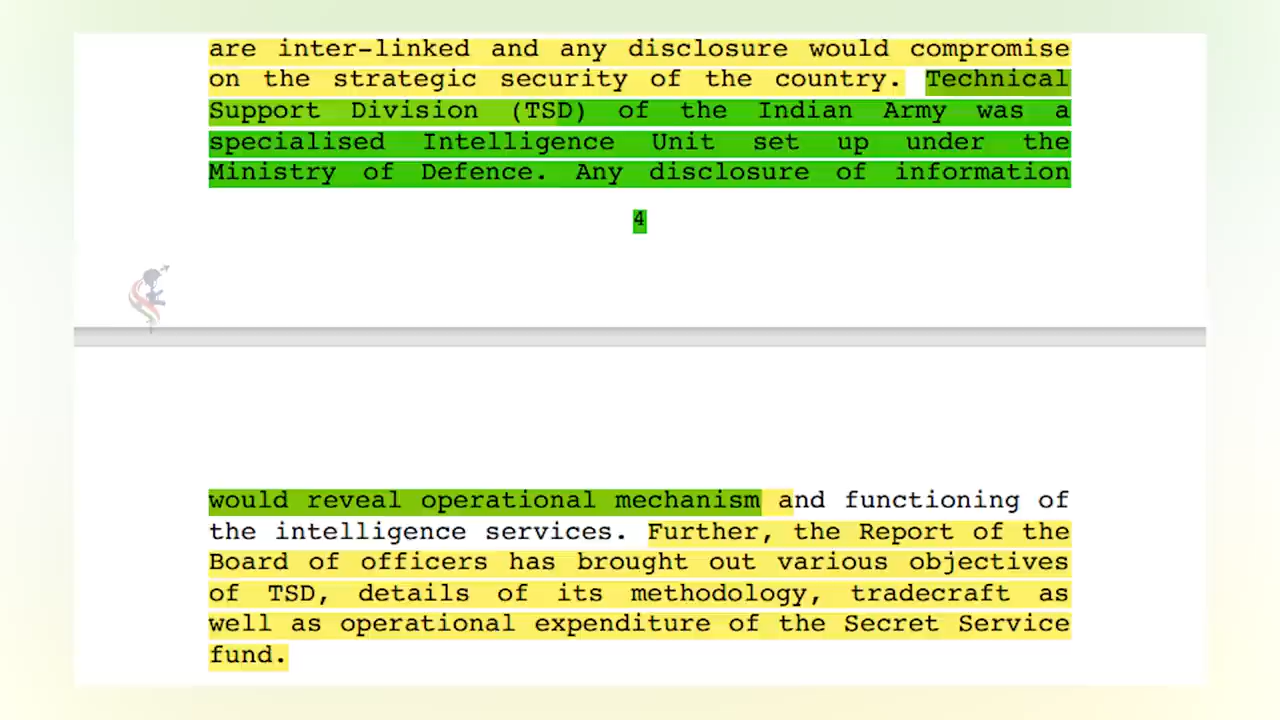 are inter-linked and any disclosure would compromise
on the strategic security of the country. Technical
Support Division (TSD) of the Indian Army was a
specialised Intelligence Unit set up under the
Ministry of Defence. Any disclosure of information
4
would reveal operational mechanism and functioning of
the intelligence services. Further, the Report of the
Board of officers has brought out various objectives
of TSD, details of its methodology, tradecraft as
well as operational expenditure of the Secret Service
fund.